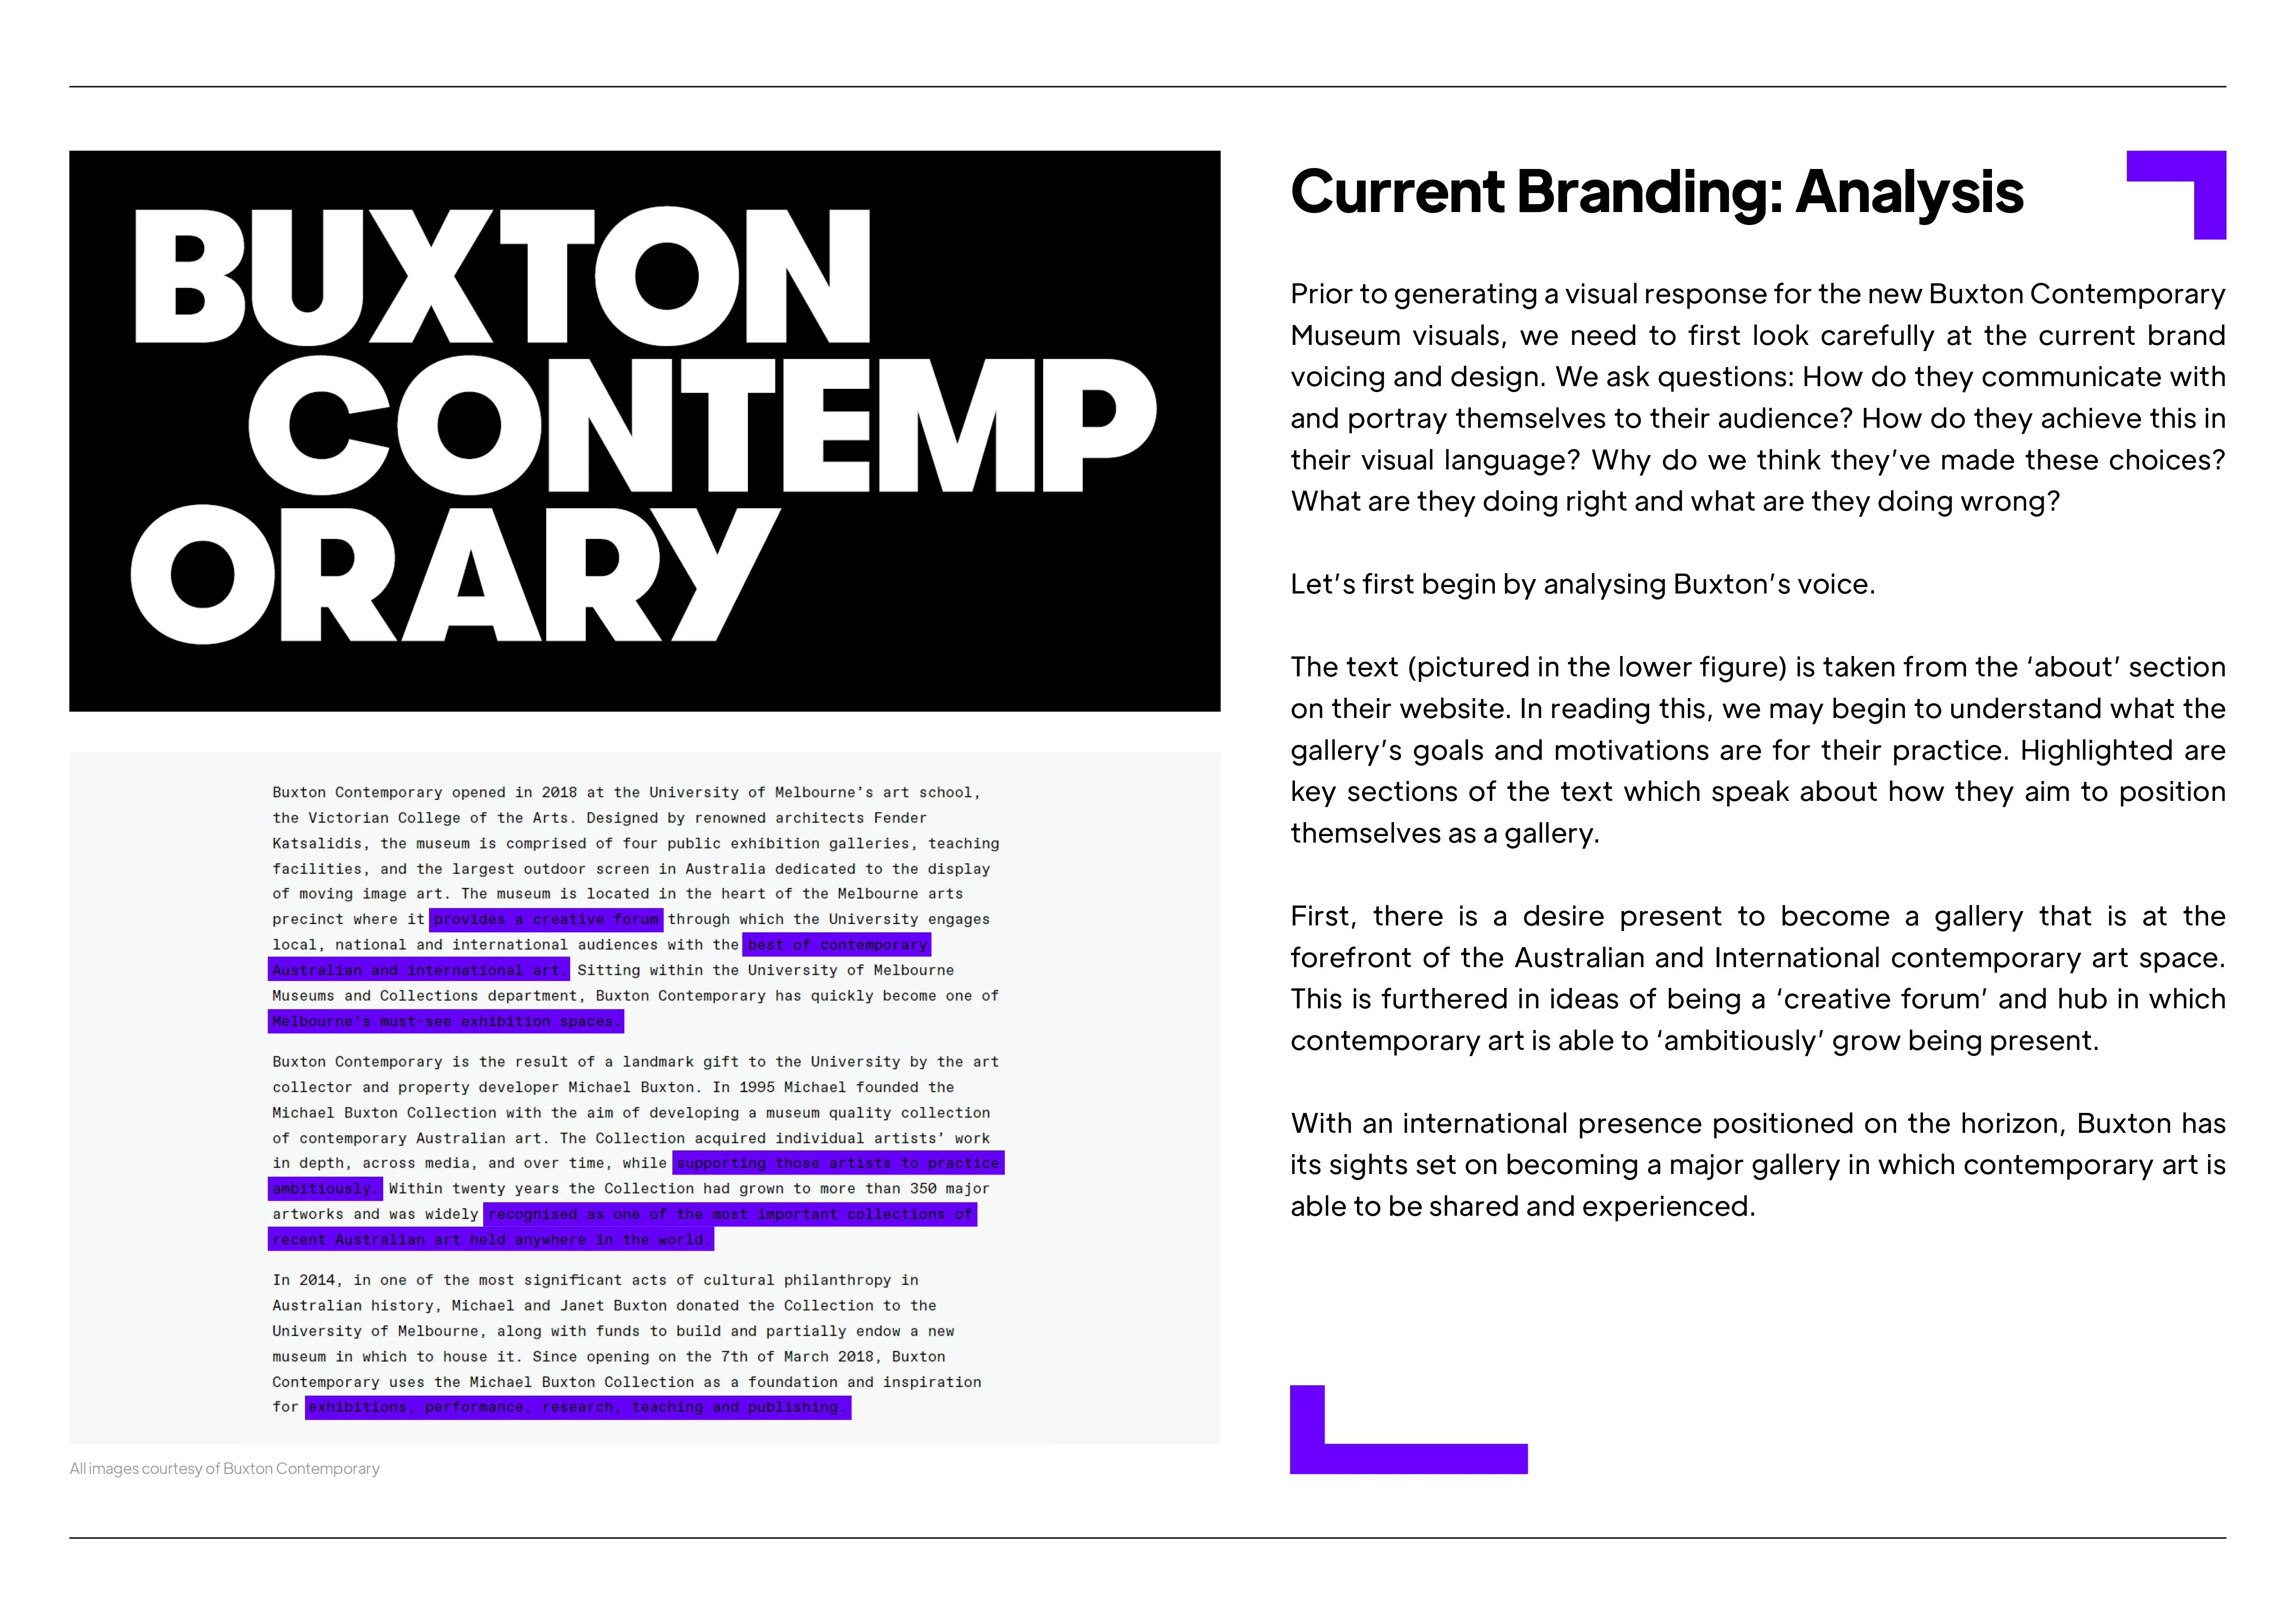 BUXTON
CONTEMP
ORARY
Buxton Contemporary opened in 2018 at the University of Melbourne's art school,
the Victorian College of the Arts. Designed by renowned architects Fender
Katsalidis, the museum is comprised of four public exhibition galleries, teaching
facilities, and the largest outdoor screen in Australia dedicated to the display
of moving image art. The museum is located in the heart of the Melbourne arts
precinct where it provides a creative forum through which the University engages
local, national and international audiences with the best of contemporary
Australian and international art. Sitting within the University of Melbourne
Museums and Collections department, Buxton Contemporary has quickly become one of
Melbourne's must-see exhibition spaces.
Buxton Contemporary is the result of a landmark gift to the University by the art
collector and property developer Michael Buxton. In 1995 Michael founded the
Michael Buxton Collection with the aim of developing a museum quality collection
of contemporary Australian art. The Collection acquired individual artists' work
in depth, across media, and over time, while supporting those artists to practice
ambitiously. Within twenty years the Collection had grown to more than 350 major
artworks and was widely recognised as one of the most important collections of
recent Australian art held anywhere in the world.
In 2014, in one of the most significant acts of cultural philanthropy in
Australian history, Michael and Janet Buxton donated the Collection to the
University of Melbourne, along with funds to build and partially endow a new
museum in which to house it. Since opening on the 7th of March 2018, Buxton
Contemporary uses the Michael Buxton Collection as a foundation and inspiration
for exhibitions, performance, research, teaching and publishing.
All images courtesy of Buxton Contemporary
Current Branding: Analysis
Prior to generating a visual response for the new Buxton Contemporary
Museum visuals, we need to first look carefully at the current brand
voicing and design. We ask questions: How do they communicate with
and portray themselves to their audience? How do they achieve this in
their visual language? Why do we think they've made these choices?
What are they doing right and what are they doing wrong?
Let's first begin by analysing Buxton's voice.
The text (pictured in the lower figure) is taken from the 'about' section
on their website. In reading this, we may begin to understand what the
gallery's goals and motivations are for their practice. Highlighted are
key sections of the text which speak about how they aim to position
themselves as a gallery.
First, there is a desire present to become a gallery that is at the
forefront of the Australian and International contemporary art space.
This is furthered in ideas of being a 'creative forum' and hub in which
contemporary art is able to 'ambitiously' grow being present.
With an international presence positioned on the horizon, Buxton has
its sights set on becoming a major gallery in which contemporary art is
able to be shared and experienced.